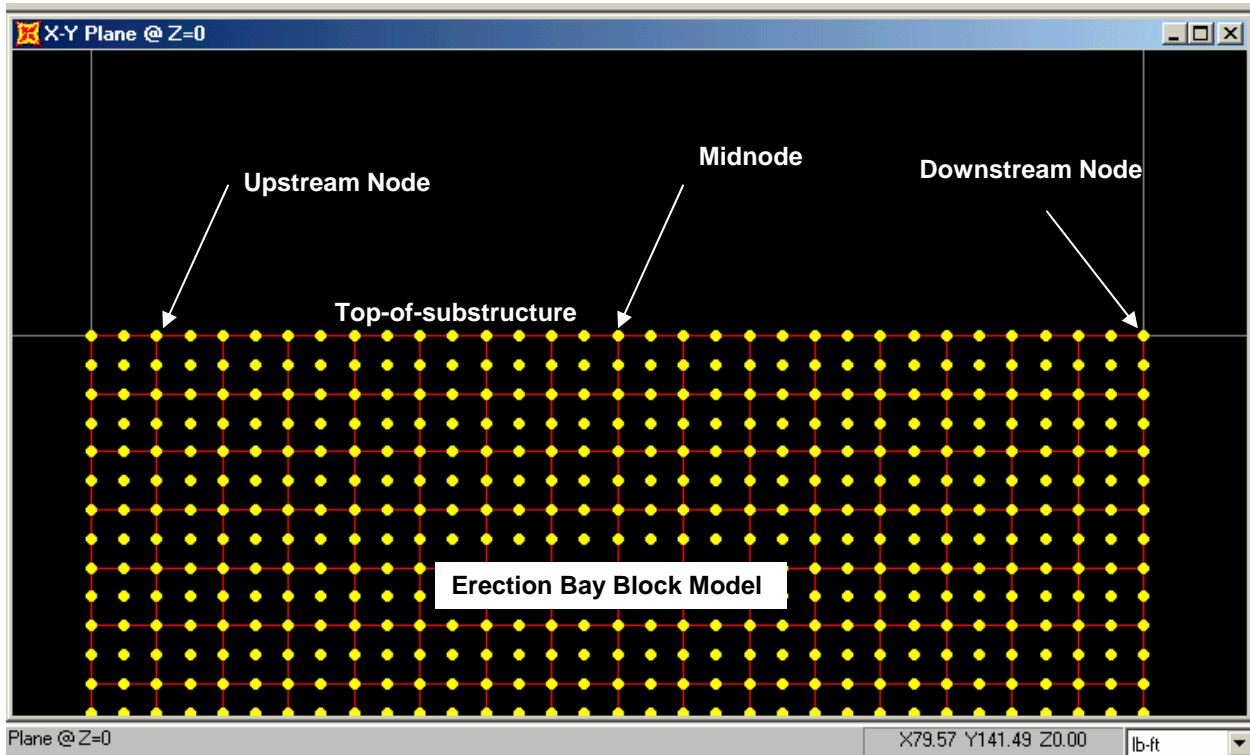 X-Y Plane @ Z=0
Midnode
Downstream Node
Upstream Node
Top-of-substructure
Erection Bay Block Model
Plane @ Z=0
X79.57 Y141.49 Z0.00
lb-ft